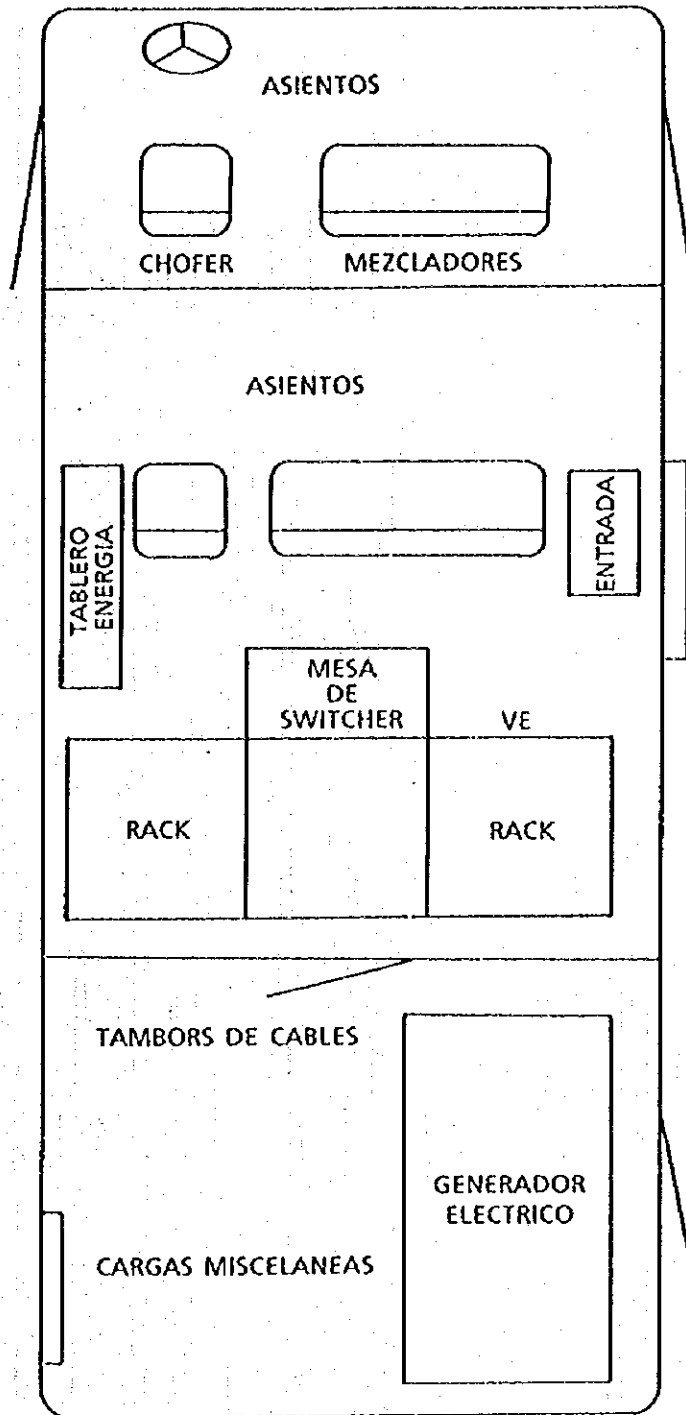 ASIENTOS
CHOFER
MEZCLADORES
ASIENTOS
TABLERO
ENERGIA
ENTRADA
MESA
DE
SWITCHER
VE
RACK
RACK
TAMBORS DE CABLES
GENERADOR
ELECTRICO
CARGAS MISCELANEAS